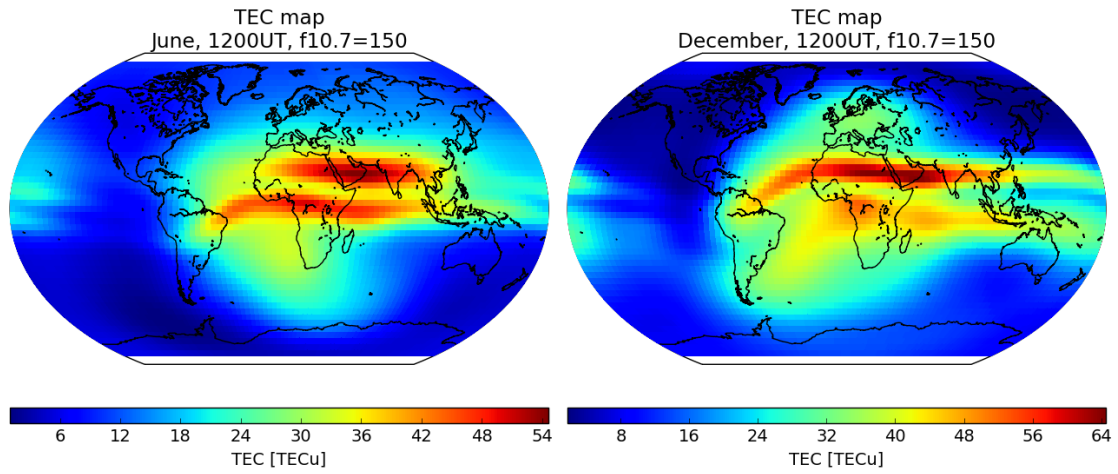 TEC map
June, 1200UT, f10.7=150
6 12 18 24 30 36 42 48 54
TEC [TECu]
TEC map
December, 1200UT, f10.7=150
8 16 24 32 40 48 56 64
TEC [TECu]